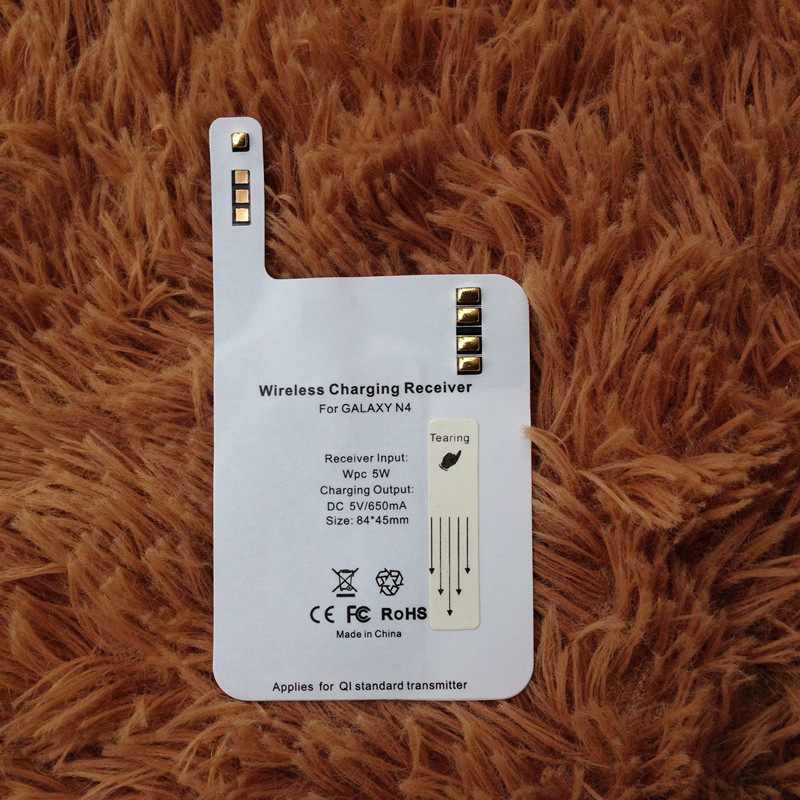 Wireless Charging Receiver
For GALAXY N4
Tearing
Receiver Input:
Wpc 5W
Charging Output:
DC 5V/650mA
Size: 84*45mm
CE FC RoHS
Made in China
Applies for QI standard transmitter